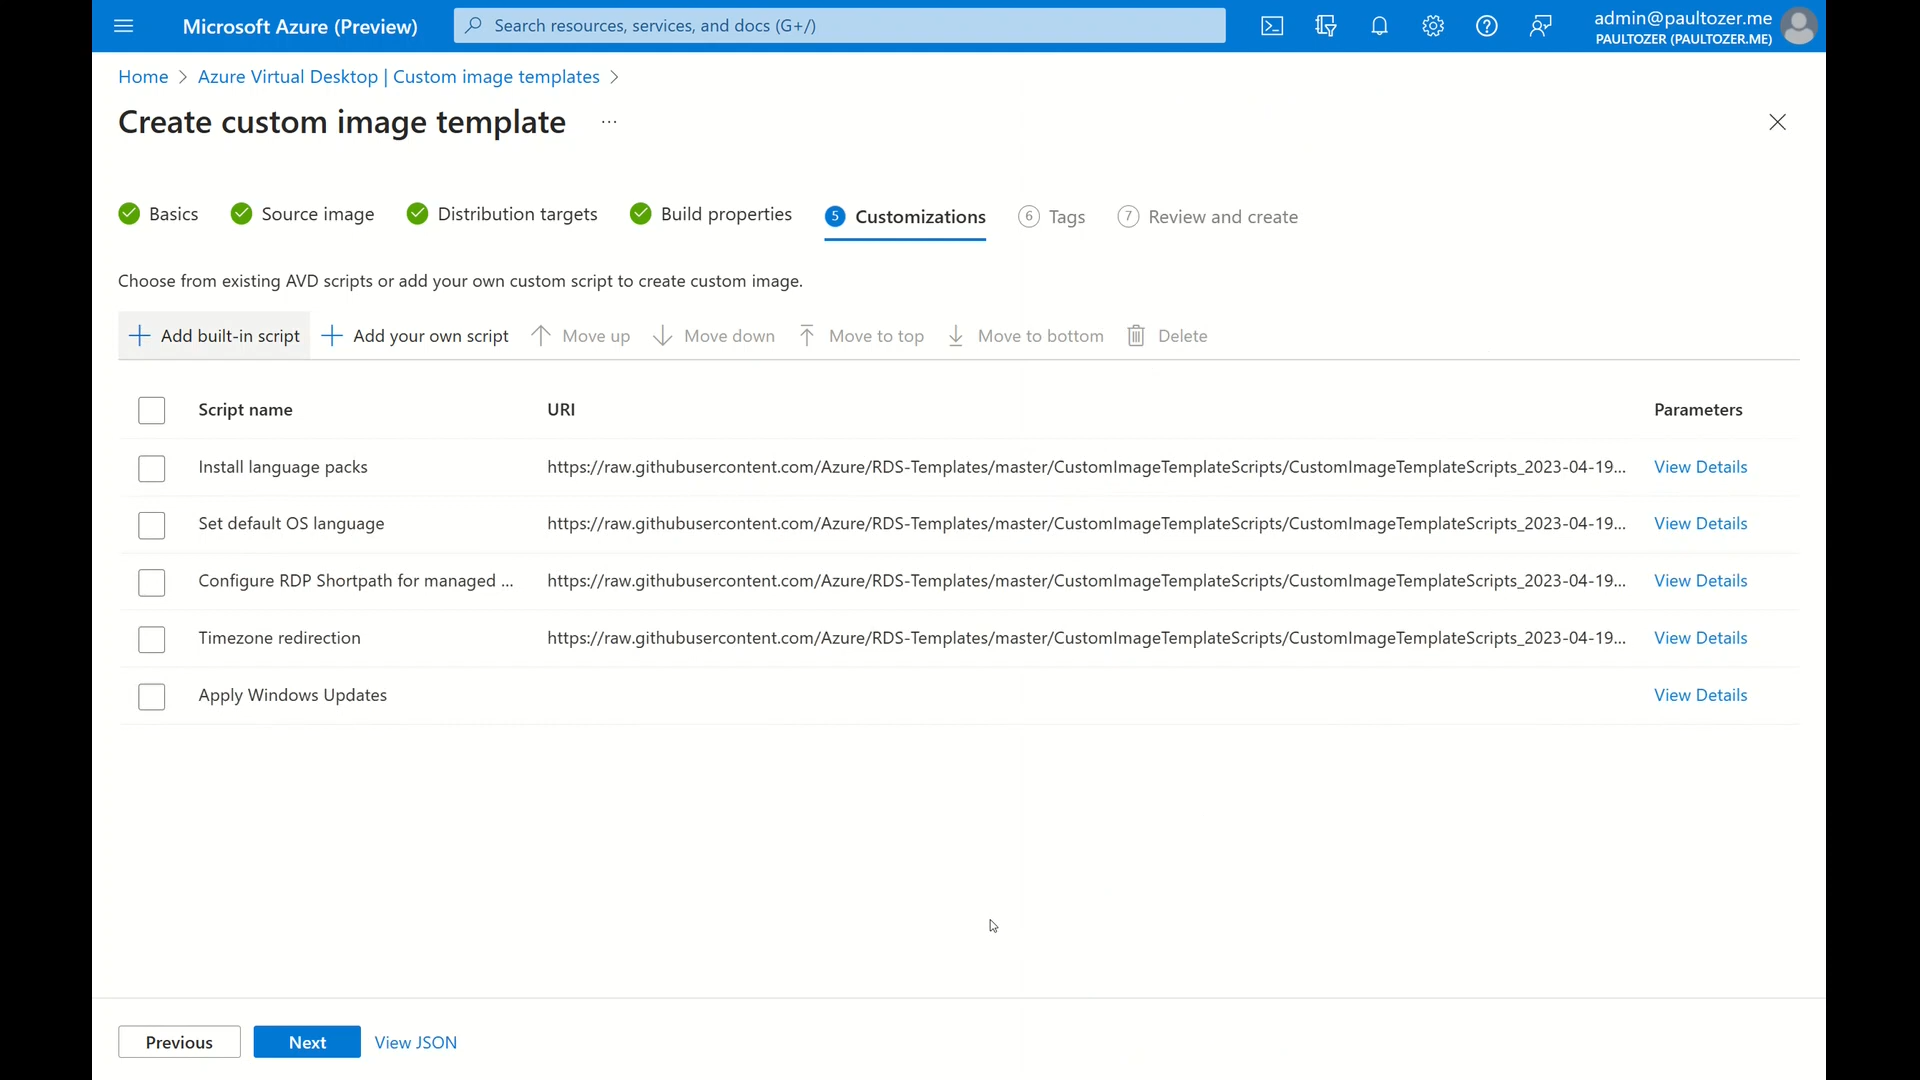 Microsoft Azure (Preview)
Search resources, services, and docs (G+/)
admin@paultozer.me
PAULTOZER (PAULTOZER.ME)
Home > Azure Virtual Desktop | Custom image templates >
Create custom image template ...
Basics Source image Distribution targets Build properties 5 Customizations 6 Tags 7 Review and create
Choose from existing AVD scripts or add your own custom script to create custom image.
Add built-in script Add your own script Move up Move down Move to top Move to bottom Delete
Script name URI Parameters
Install language packs https://raw.githubusercontent.com/Azure/RDS-Templates/master/CustomImageTemplateScripts/CustomImageTemplateScripts_2023-04-19... View Details
Set default OS language https://raw.githubusercontent.com/Azure/RDS-Templates/master/CustomImageTemplateScripts/CustomImageTemplateScripts_2023-04-19... View Details
Configure RDP Shortpath for managed ... https://raw.githubusercontent.com/Azure/RDS-Templates/master/CustomImageTemplateScripts/CustomImageTemplateScripts_2023-04-19... View Details
Timezone redirection https://raw.githubusercontent.com/Azure/RDS-Templates/master/CustomImageTemplateScripts/CustomImageTemplateScripts_2023-04-19... View Details
Apply Windows Updates View Details
Previous Next View JSON